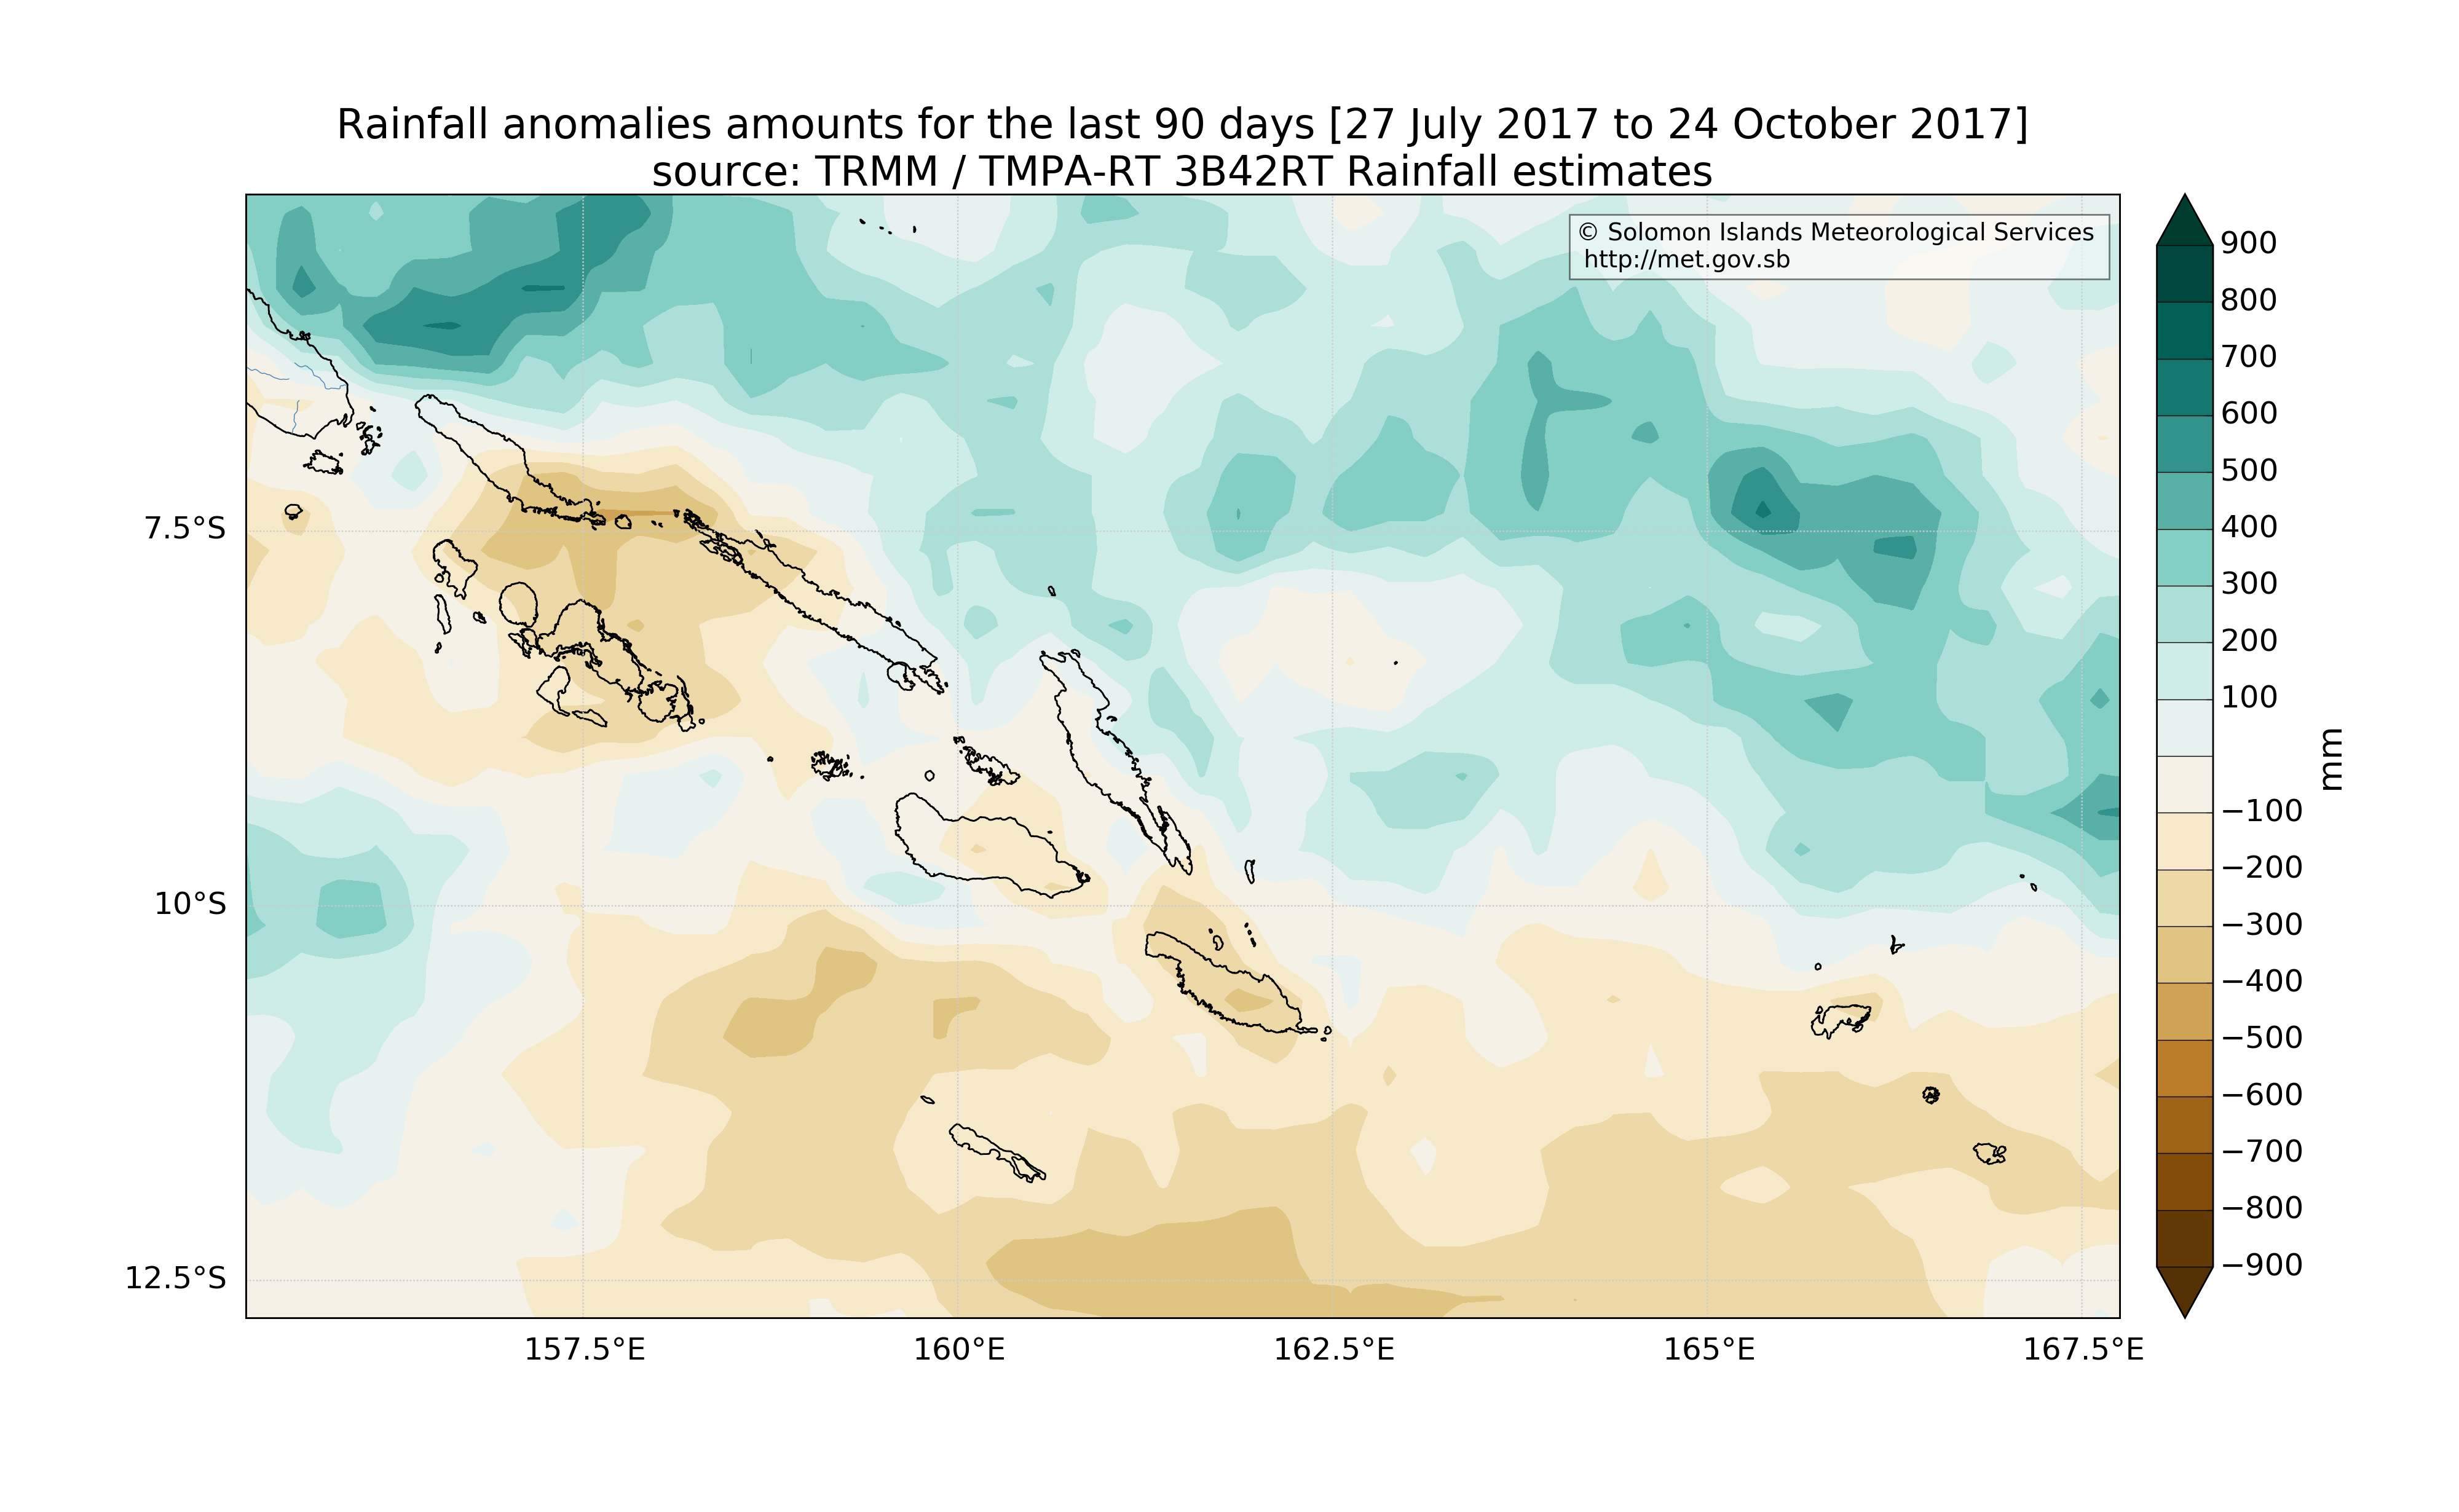 Rainfall anomalies amounts for the last 90 days [27 July 2017 to 24 October 2017]
source: TRMM / TMPA-RT 3B42RT Rainfall estimates
© Solomon Islands Meteorological Services
http://met.gov.sb
7.5°S
10°S
12.5°S
157.5°E
160°E
162.5°E
165°E
167.5°E
900
800
700
600
500
400
300
200
100
−100
−200
−300
−400
−500
−600
−700
−800
−900
mm